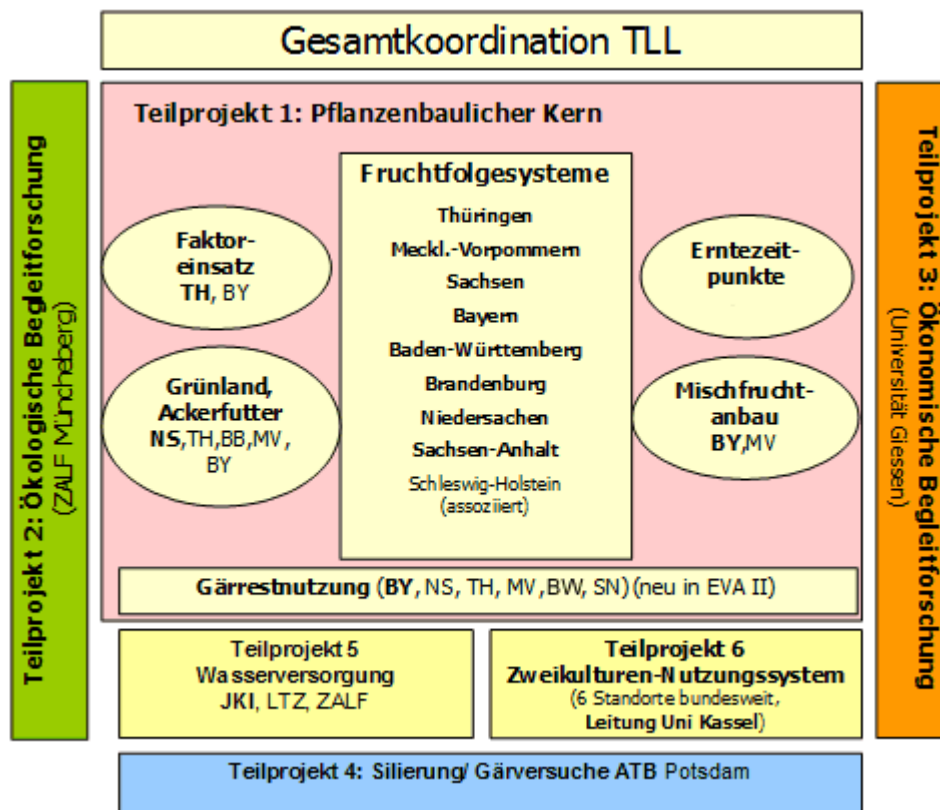 Gesamtkoordination TLL
Teilprojekt 1: Pflanzenbaulicher Kern
Teilprojekt 2: Ökologische Begleitforschung
(ZALF Müncheberg)
Faktor-
einsatz
TH, BY
Grünland,
Ackerfutter
NS,TH,BB,MV,
BY
Fruchtfolgesysteme
Thüringen
Meckl.-Vorpommern
Sachsen
Bayern
Baden-Württemberg
Brandenburg
Niedersachen
Sachsen-Anhalt
Schleswig-Holstein
(assoziiert)
Erntezeit-
punkte
Mischfrucht-
anbau
BY,MV
Teilprojekt 3: Ökonomische Begleitforschung
(Universität Giessen)
Gärrestnutzung (BY, NS, TH, MV,BW, SN)(neu in EVA II)
Teilprojekt 5
Wasserversorgung
JKI, LTZ, ZALF
Teilprojekt 6
Zweikulturen-Nutzungssystem
(6 Standorte bundesweit,
Leitung Uni Kassel)
Teilprojekt 4: Silierung/ Gärversuche ATB Potsdam